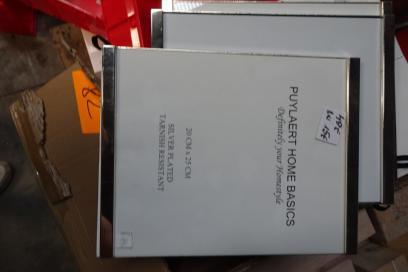 PUYLAERT HOME BASICS
Definitely your Homestyle
20 CM x 25 CM
SILVER PLATED
TARNISH RESISTANT